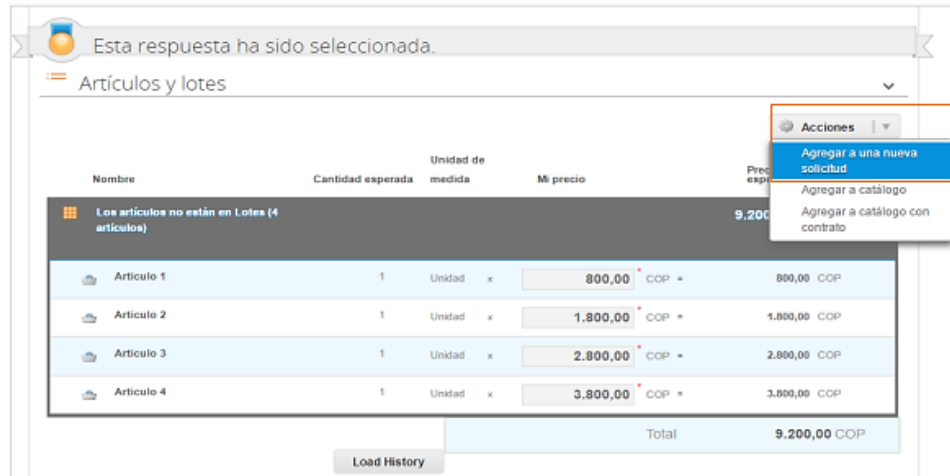 Esta respuesta ha sido seleccionada.
Artículos y lotes
Acciones
Agregar a una nueva
solicitud
Agregar a catálogo
Agregar a catálogo con
contrato
Nombre Cantidad esperada Unidad de
medida Mi precio
Los artículos no están en Lotes (4
artículos) 9.200
Artículo 1 1 Unidad x 800,00 * COP = 800,00 COP
Artículo 2 1 Unidad x 1.800,00 * COP = 1.800,00 COP
Artículo 3 1 Unidad x 2.800,00 * COP = 2.800,00 COP
Artículo 4 1 Unidad x 3.800,00 * COP = 3.800,00 COP
Total 9.200,00 COP
Load History